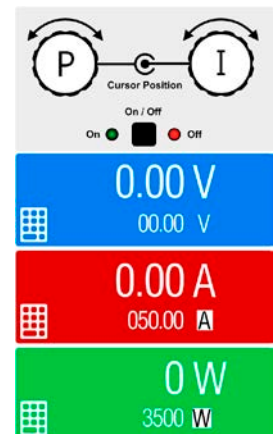 P I
Cursor Position
On / Off
On Off
0.00 V
00.00 V
0.00 A
050.00 A
0 W
3500 W